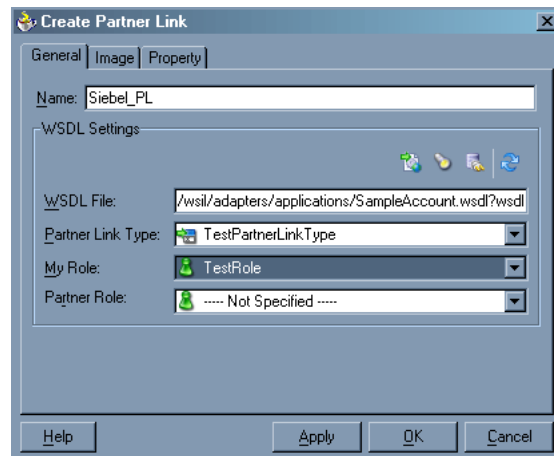 Create Partner Link
General Image Property
Name: Siebel_PL
WSDL Settings
WSDL File: /wsil/adapters/applications/SampleAccount.wsdl?wsdl
Partner Link Type: TestPartnerLinkType
My Role: TestRole
Partner Role: ----- Not Specified -----
Help Apply OK Cancel